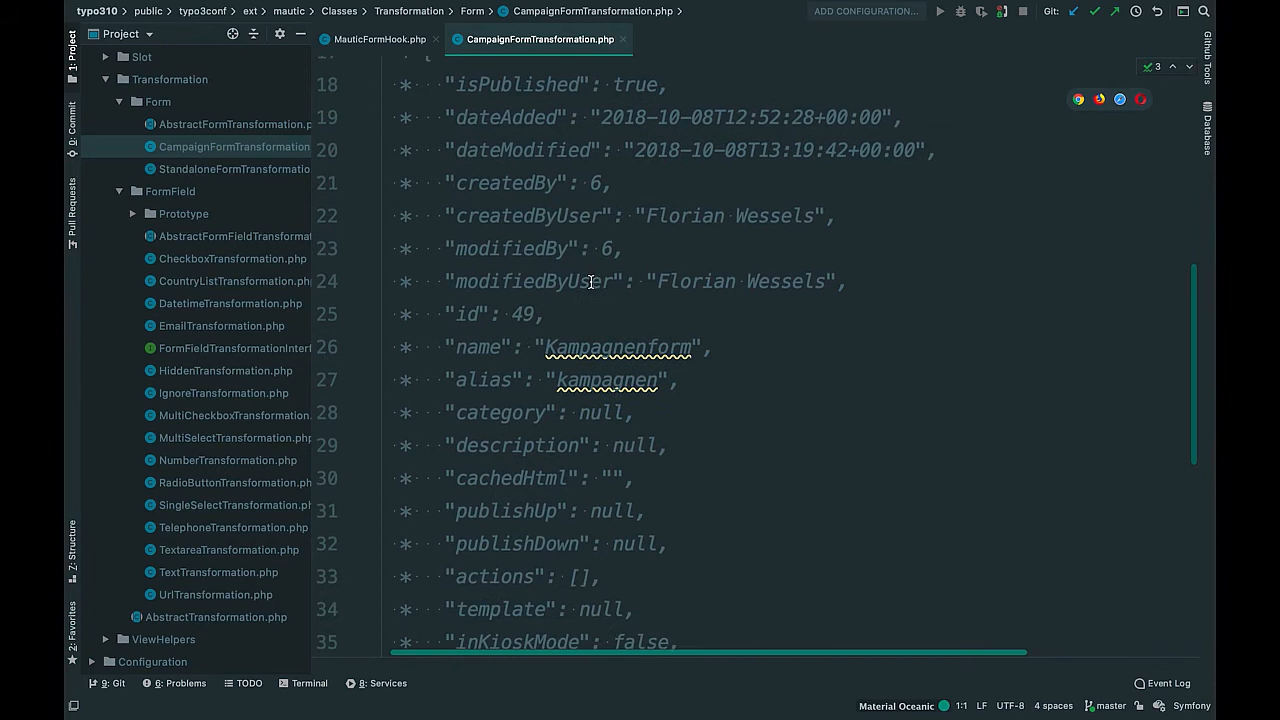 typo310 › public › typo3conf › ext › mautic › Classes › Transformation › Form › CampaignFormTransformation.php › ADD CONFIGURATION... Git:
Project MauticFormHook.php CampaignFormTransformation.php
1: Project
0: Commit
Pull Requests
7: Structure
2: Favorites
Slot
Transformation
Form
AbstractFormTransformation.p
CampaignFormTransformation
StandaloneFormTransformatio
FormField
Prototype
AbstractFormFieldTransformat
CheckboxTransformation.php
CountryListTransformation.ph
DatetimeTransformation.php
EmailTransformation.php
FormFieldTransformationInterf
HiddenTransformation.php
IgnoreTransformation.php
MultiCheckboxTransformation.
MultiSelectTransformation.ph
NumberTransformation.php
RadioButtonTransformation.ph
SingleSelectTransformation.ph
TelephoneTransformation.php
TextareaTransformation.php
TextTransformation.php
UrlTransformation.php
AbstractTransformation.php
ViewHelpers
Configuration
18 * "isPublished": true,
19 * "dateAdded": "2018-10-08T12:52:28+00:00",
20 * "dateModified": "2018-10-08T13:19:42+00:00",
21 * "createdBy": 6,
22 * "createdByUser": "Florian Wessels",
23 * "modifiedBy": 6,
24 * "modifiedByUser": "Florian Wessels",
25 * "id": 49,
26 * "name": "Kampagnenform",
27 * "alias": "kampagnen",
28 * "category": null,
29 * "description": null,
30 * "cachedHtml": "",
31 * "publishUp": null,
32 * "publishDown": null,
33 * "actions": [],
34 * "template": null,
35 * "inKioskMode": false,
3
Github Tools
Database
9: Git 6: Problems TODO Terminal 8: Services Event Log
Material Oceanic 1:1 LF UTF-8 4 spaces master Symfony